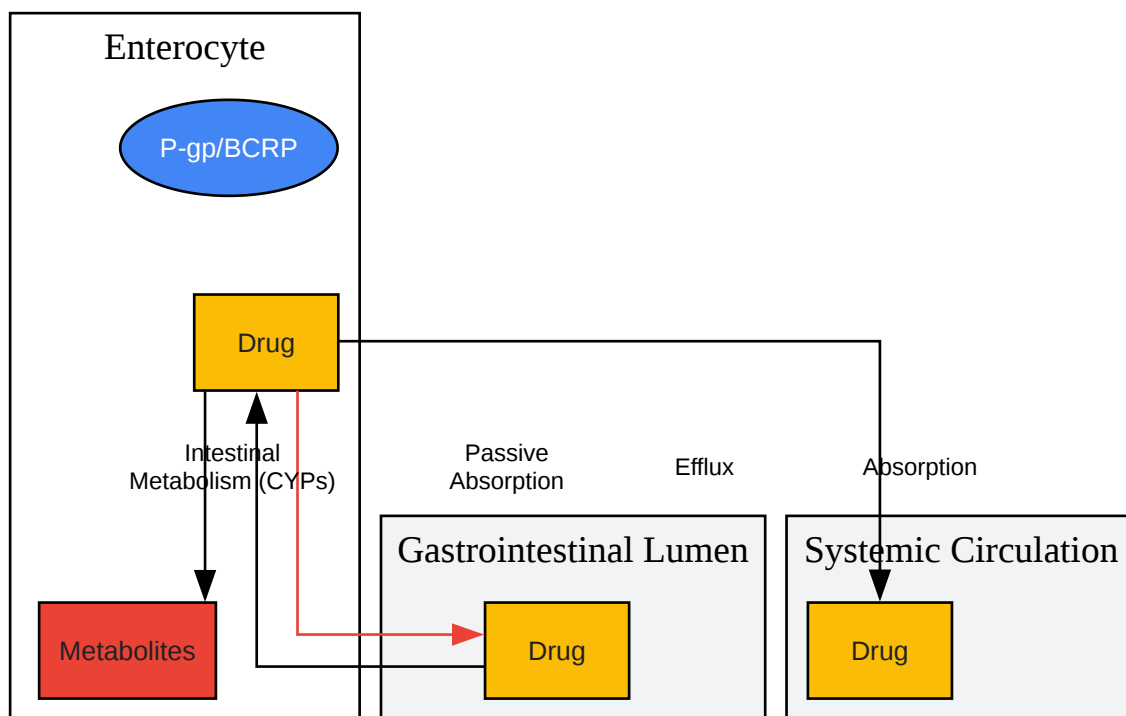 Enterocyte
P-gp/BCRP
Drug
Intestinal
Metabolism (CYPs)
Passive
Absorption
Efflux
Absorption
Gastrointestinal Lumen
Systemic Circulation
Metabolites
Drug
Drug